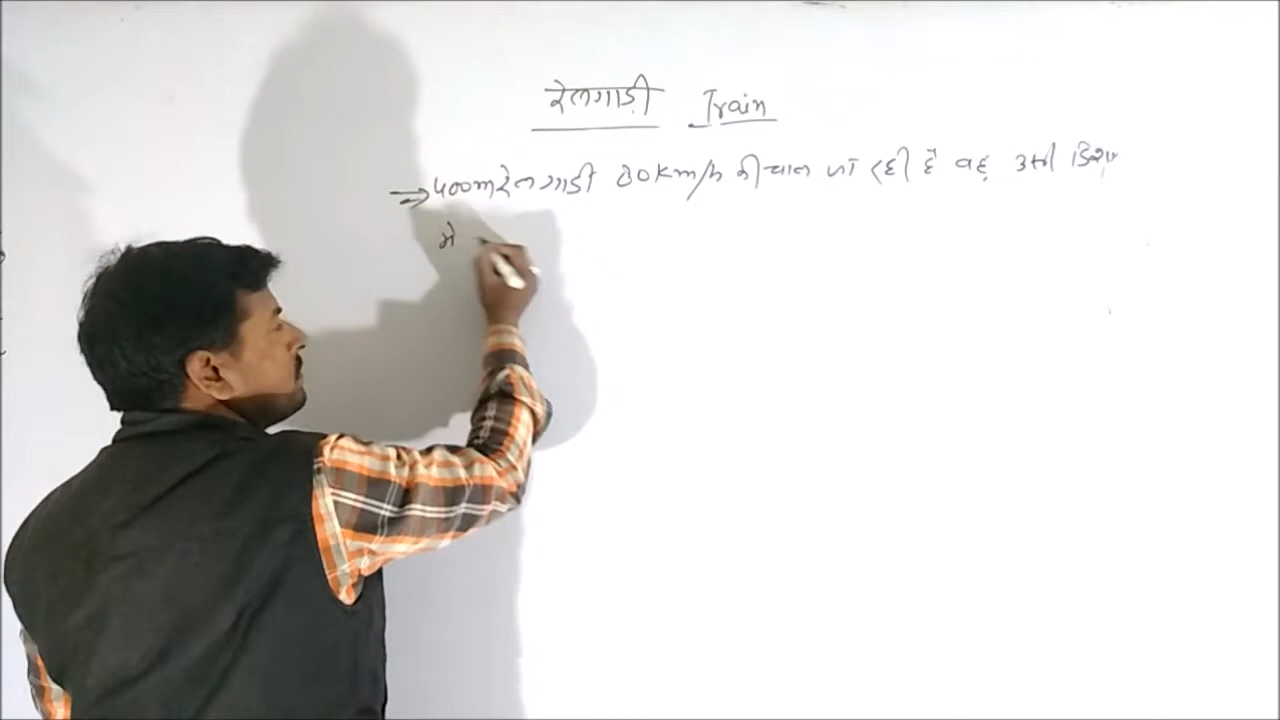 रेलगाड़ी Train
⇒ 400m रेलगाडी 80km/h की चाल जा रही है वह उसी दिशा
मे